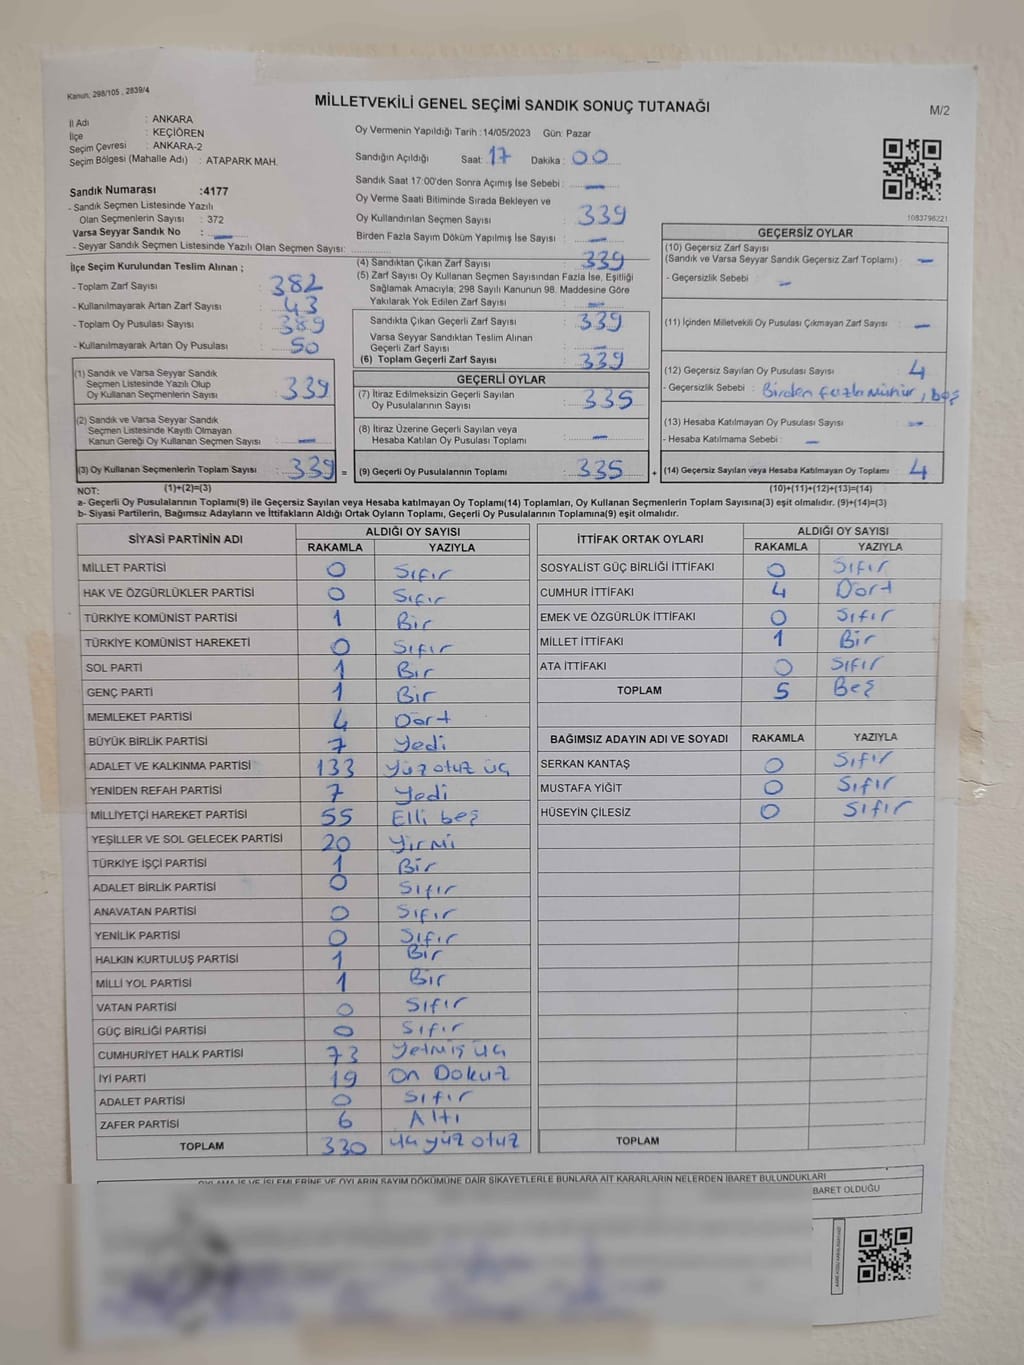 Kanun, 298/105 , 2839/4
MİLLETVEKİLİ GENEL SEÇİMİ SANDIK SONUÇ TUTANAĞI
M/2
İl Adı : ANKARA
İlçe : KEÇİÖREN
Seçim Çevresi : ANKARA-2
Seçim Bölgesi (Mahalle Adı) : ATAPARK MAH.
Sandık Numarası :4177
- Sandık Seçmen Listesinde Yazılı
Olan Seçmenlerin Sayısı : 372
Varsa Seyyar Sandık No : —
- Seyyar Sandık Seçmen Listesinde Yazılı Olan Seçmen Sayısı:
Oy Vermenin Yapıldığı Tarih :14/05/2023 Gün: Pazar
Sandığın Açıldığı Saat: 17 Dakika : 00
Sandık Saat 17:00'den Sonra Açımış İse Sebebi : —
Oy Verme Saati Bitiminde Sırada Bekleyen ve
Oy Kullandırılan Seçmen Sayısı : 339
Birden Fazla Sayım Döküm Yapılmış İse Sayısı : —
(4) Sandıktan Çıkan Zarf Sayısı : 339
(5) Zarf Sayısı Oy Kullanan Seçmen Sayısından Fazla İse, Eşitliği
Sağlamak Amacıyla; 298 Sayılı Kanunun 98. Maddesine Göre
Yakılarak Yok Edilen Zarf Sayısı : —
İlçe Seçim Kurulundan Teslim Alınan ;
- Toplam Zarf Sayısı : 382
- Kullanılmayarak Artan Zarf Sayısı : 43
- Toplam Oy Pusulası Sayısı : 389
- Kullanılmayarak Artan Oy Pusulası : 50
Sandıkta Çıkan Geçerli Zarf Sayısı : 339
Varsa Seyyar Sandıktan Teslim Alınan
Geçerli Zarf Sayısı : —
(6) Toplam Geçerli Zarf Sayısı : 339
(1) Sandık ve Varsa Seyyar Sandık
Seçmen Listesinde Yazılı Olup
Oy Kullanan Seçmenlerin Sayısı : 339
(2) Sandık ve Varsa Seyyar Sandık
Seçmen Listesinde Kayıtlı Olmayan
Kanun Gereği Oy Kullanan Seçmen Sayısı : —
(3) Oy Kullanan Seçmenlerin Toplam Sayısı : 339 =
GEÇERLİ OYLAR
(7) İtiraz Edilmeksizin Geçerli Sayılan
Oy Pusulalarının Sayısı : 335
(8) İtiraz Üzerine Geçerli Sayılan veya
Hesaba Katılan Oy Pusulaları Toplamı : —
(9) Geçerli Oy Pusulalarının Toplamı : 335 +
1083798221
GEÇERSİZ OYLAR
(10) Geçersiz Zarf Sayısı
(Sandık ve Varsa Seyyar Sandık Geçersiz Zarf Toplamı) : —
- Geçersizlik Sebebi : —
(11) İçinden Milletvekili Oy Pusulası Çıkmayan Zarf Sayısı : —
(12) Geçersiz Sayılan Oy Pusulası Sayısı : 4
- Geçersizlik Sebebi : Birden fazla mühür, boş
(13) Hesaba Katılmayan Oy Pusulası Sayısı : —
- Hesaba Katılmama Sebebi : —
(14) Geçersiz Sayılan veya Hesaba Katılmayan Oy Toplamı : 4
NOT: (1)+(2)=(3) (10)+(11)+(12)+(13)=(14)
a- Geçerli Oy Pusulalarının Toplamı(9) ile Geçersiz Sayılan veya Hesaba katılmayan Oy Toplamı(14) Toplamları, Oy Kullanan Seçmenlerin Toplam Sayısına(3) eşit olmalıdır. (9)+(14)=(3)
b- Siyasi Partilerin, Bağımsız Adayların ve İttifakların Aldığı Ortak Oyların Toplamı, Geçerli Oy Pusulalarının Toplamına(9) eşit olmalıdır.
SİYASİ PARTİNİN ADI ALDIĞI OY SAYISI
RAKAMLA YAZIYLA
MİLLET PARTİSİ 0 Sıfır
HAK VE ÖZGÜRLÜKLER PARTİSİ 0 Sıfır
TÜRKİYE KOMÜNİST PARTİSİ 1 Bir
TÜRKİYE KOMÜNİST HAREKETİ 0 Sıfır
SOL PARTİ 1 Bir
GENÇ PARTİ 1 Bir
MEMLEKET PARTİSİ 4 Dört
BÜYÜK BİRLİK PARTİSİ 7 Yedi
ADALET VE KALKINMA PARTİSİ 133 Yüz otuz üç
YENİDEN REFAH PARTİSİ 7 Yedi
MİLLİYETÇİ HAREKET PARTİSİ 55 Elli beş
YEŞİLLER VE SOL GELECEK PARTİSİ 20 Yirmi
TÜRKİYE İŞÇİ PARTİSİ 1 Bir
ADALET BİRLİK PARTİSİ 0 Sıfır
ANAVATAN PARTİSİ 0 Sıfır
YENİLİK PARTİSİ 0 Sıfır
HALKIN KURTULUŞ PARTİSİ 1 Bir
MİLLİ YOL PARTİSİ 1 Bir
VATAN PARTİSİ 0 Sıfır
GÜÇ BİRLİĞİ PARTİSİ 0 Sıfır
CUMHURİYET HALK PARTİSİ 73 Yetmiş üç
İYİ PARTİ 19 On Dokuz
ADALET PARTİSİ 0 Sıfır
ZAFER PARTİSİ 6 Altı
TOPLAM 330 üç yüz otuz
İTTİFAK ORTAK OYLARI ALDIĞI OY SAYISI
RAKAMLA YAZIYLA
SOSYALİST GÜÇ BİRLİĞİ İTTİFAKI 0 Sıfır
CUMHUR İTTİFAKI 4 Dört
EMEK VE ÖZGÜRLÜK İTTİFAKI 0 Sıfır
MİLLET İTTİFAKI 1 Bir
ATA İTTİFAKI 0 Sıfır
TOPLAM 5 Beş
BAĞIMSIZ ADAYIN ADI VE SOYADI RAKAMLA YAZIYLA
SERKAN KANTAŞ 0 Sıfır
MUSTAFA YİĞİT 0 Sıfır
HÜSEYİN ÇİLESİZ 0 Sıfır
TOPLAM
OYLAMA İŞ VE İŞLEMLERİNE VE OYLARIN SAYIM DÖKÜMÜNE DAİR ŞİKAYETLERLE BUNLARA AİT KARARLARIN NELERDEN İBARET BULUNDUKLARI
BARET OLDUĞU